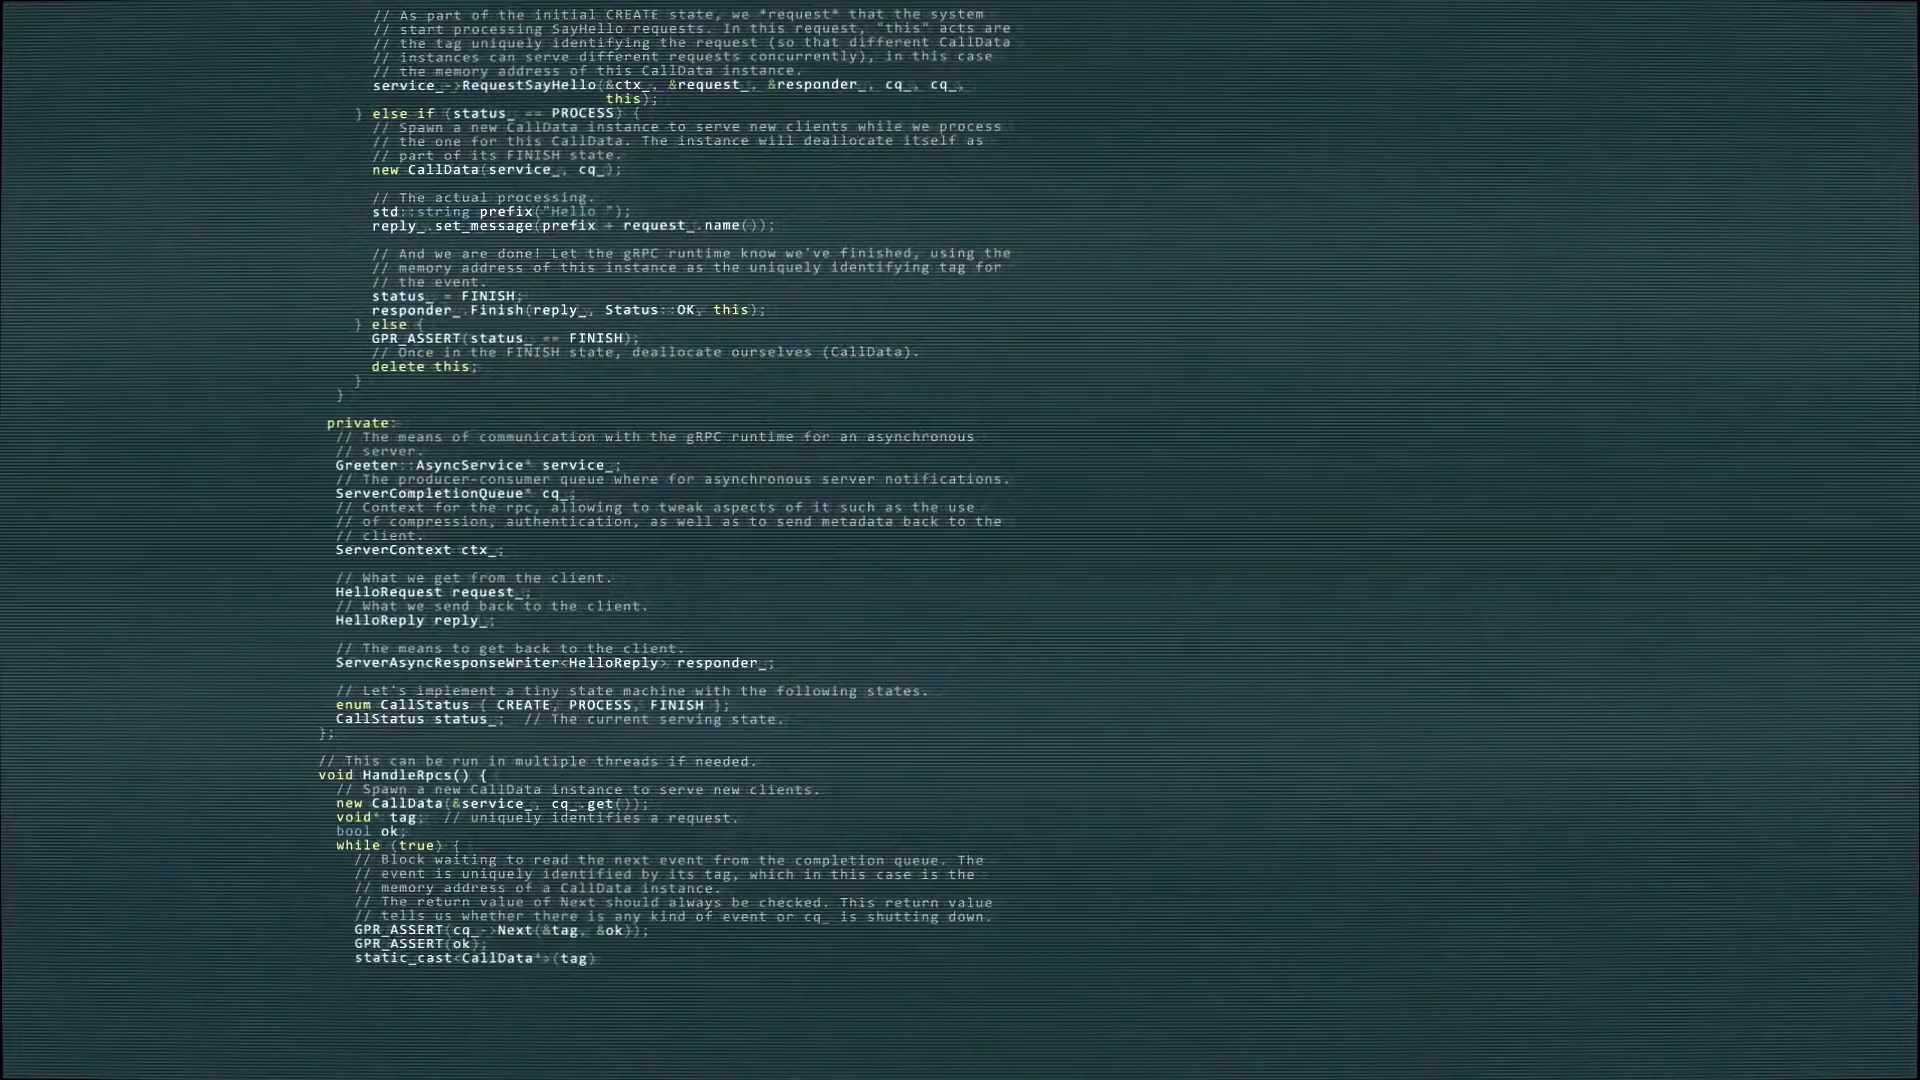 // As part of the initial CREATE state, we *request* that the system
// start processing SayHello requests. In this request, "this" acts are
// the tag uniquely identifying the request (so that different CallData
// instances can serve different requests concurrently), in this case
// the memory address of this CallData instance.
service_->RequestSayHello(&ctx_, &request_, &responder_, cq_, cq_,
this);
} else if (status_ == PROCESS) {
// Spawn a new CallData instance to serve new clients while we process
// the one for this CallData. The instance will deallocate itself as
// part of its FINISH state.
new CallData(service_, cq_);
// The actual processing.
std::string prefix("Hello ");
reply_.set_message(prefix + request_.name());
// And we are done! Let the gRPC runtime know we've finished, using the
// memory address of this instance as the uniquely identifying tag for
// the event.
status_ = FINISH;
responder_.Finish(reply_, Status::OK, this);
} else {
GPR_ASSERT(status_ == FINISH);
// Once in the FINISH state, deallocate ourselves (CallData).
delete this;
}
}
private:
// The means of communication with the gRPC runtime for an asynchronous
// server.
Greeter::AsyncService* service_;
// The producer-consumer queue where for asynchronous server notifications.
ServerCompletionQueue* cq_;
// Context for the rpc, allowing to tweak aspects of it such as the use
// of compression, authentication, as well as to send metadata back to the
// client.
ServerContext ctx_;
// What we get from the client.
HelloRequest request_;
// What we send back to the client.
HelloReply reply_;
// The means to get back to the client.
ServerAsyncResponseWriter<HelloReply> responder_;
// Let's implement a tiny state machine with the following states.
enum CallStatus { CREATE, PROCESS, FINISH };
CallStatus status_;  // The current serving state.
};
// This can be run in multiple threads if needed.
void HandleRpcs() {
// Spawn a new CallData instance to serve new clients.
new CallData(&service_, cq_.get());
void* tag;  // uniquely identifies a request.
bool ok;
while (true) {
// Block waiting to read the next event from the completion queue. The
// event is uniquely identified by its tag, which in this case is the
// memory address of a CallData instance.
// The return value of Next should always be checked. This return value
// tells us whether there is any kind of event or cq_ is shutting down.
GPR_ASSERT(cq_->Next(&tag, &ok));
GPR_ASSERT(ok);
static_cast<CallData*>(tag)